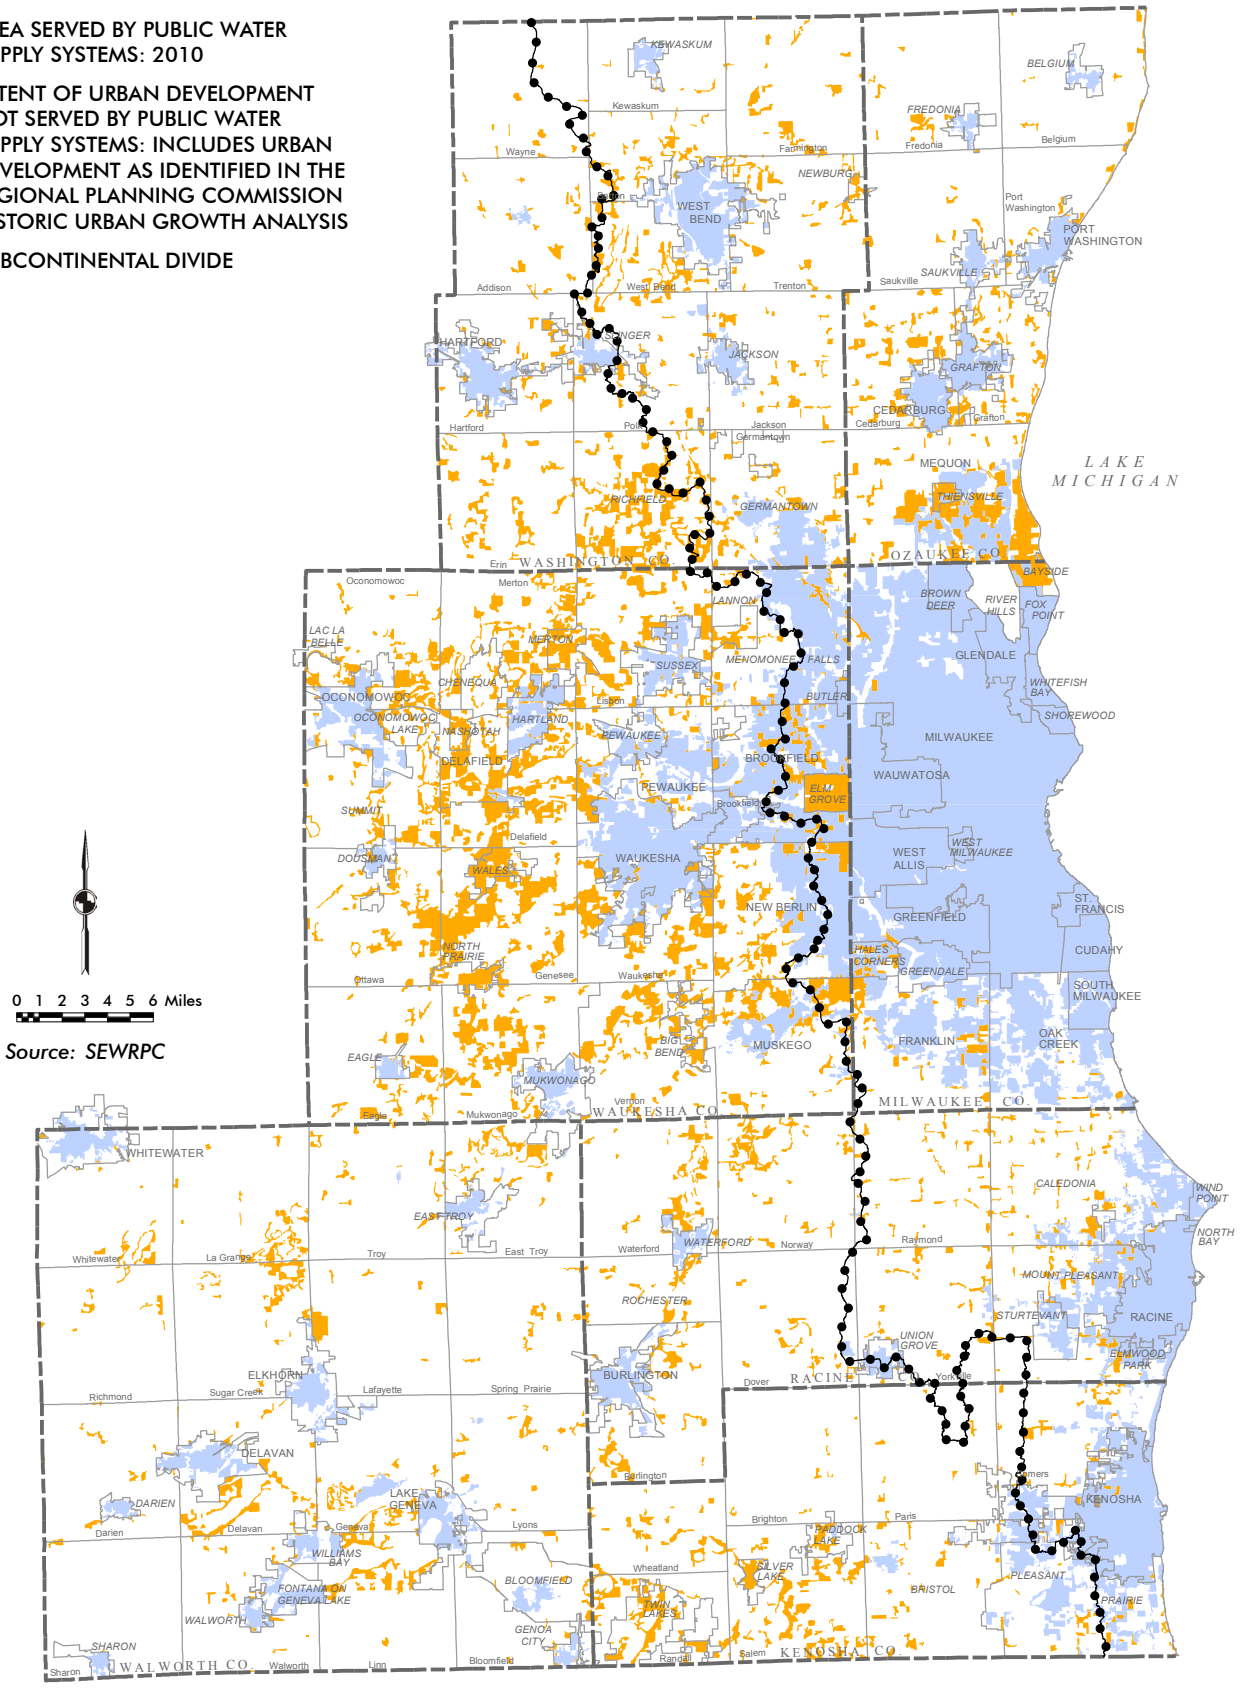 EA SERVED BY PUBLIC WATER
PPLY SYSTEMS: 2010
TENT OF URBAN DEVELOPMENT
OT SERVED BY PUBLIC WATER
PPLY SYSTEMS: INCLUDES URBAN
VELOPMENT AS IDENTIFIED IN THE
GIONAL PLANNING COMMISSION
STORIC URBAN GROWTH ANALYSIS
BCONTINENTAL DIVIDE
KEWASKUM
BELGIUM
Kewaskum
FREDONIA
Wayne
Farmington
Fredonia
Belgium
NEWBURG
WEST
BEND
Port
Washington
PORT
WASHINGTON
SAUKVILLE
Addison
West Bend
Trenton
Saukville
HARTFORD
SLINGER
JACKSON
GRAFTON
CEDARBURG
Hartford
Polk
Jackson
Germantown
Cedarburg
Grafton
MEQUON
LAKE
MICHIGAN
RICHFIELD
GERMANTOWN
THIENSVILLE
Erin
WASHINGTON CO.
OZAUKEE CO.
Oconomowoc
Merton
BAYSIDE
LANNON
BROWN
DEER
RIVER
HILLS
FOX
POINT
LAC LA
BELLE
MERTON
SUSSEX
MENOMONEE FALLS
GLENDALE
CHENEQUA
OCONOMOWOC
Lisbon
BUTLER
WHITEFISH
BAY
OCONOMOWOC
LAKE
NASHOTAH
HARTLAND
PEWAUKEE
SHOREWOOD
MILWAUKEE
DELAFIELD
BROOKFIELD
WAUWATOSA
PEWAUKEE
ELM
GROVE
SUMMIT
Brookfield
Delafield
DOUSMAN
WALES
WAUKESHA
WEST
ALLIS
WEST
MILWAUKEE
NEW BERLIN
GREENFIELD
ST.
FRANCIS
NORTH
PRAIRIE
HALES
CORNERS
GREENDALE
CUDAHY
Ottawa
Genesee
Waukesha
SOUTH
MILWAUKEE
0 1 2 3 4 5 6 Miles
Source: SEWRPC
EAGLE
BIG
BEND
MUSKEGO
FRANKLIN
OAK
CREEK
MUKWONAGO
Eagle
Mukwonago
Vernon
WAUKESHA CO.
MILWAUKEE CO.
WHITEWATER
CALEDONIA
WIND
POINT
EAST TROY
NORTH
BAY
Whitewater
La Grange
Troy
East Troy
Waterford
WATERFORD
Norway
Raymond
MOUNT PLEASANT
ROCHESTER
STURTEVANT
RACINE
UNION
GROVE
ELMWOOD
PARK
ELKHORN
BURLINGTON
Richmond
Sugar Creek
Lafayette
Spring Prairie
Dover
RACINE CO.
Yorkville
DELAVAN
Burlington
Somers
LAKE
GENEVA
KENOSHA
DARIEN
Darien
Delavan
Geneva
Lyons
Brighton
Paris
PADDOCK
LAKE
WILLIAMS
BAY
Wheatland
SILVER
LAKE
PLEASANT
PRAIRIE
BLOOMFIELD
BRISTOL
FONTANA ON
GENEVA LAKE
TWIN
LAKES
WALWORTH
GENOA
CITY
SHARON
Sharon
WALWORTH CO.
Walworth
Linn
Bloomfield
Randall
Salem
KENOSHA CO.